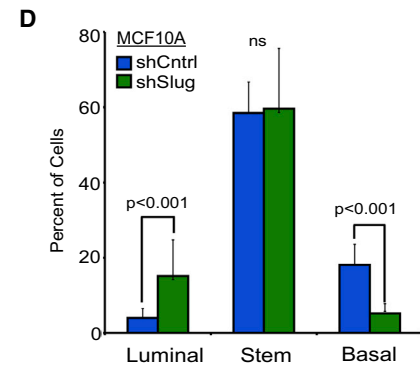 D
MCF10A
shCntrl
shSlug
ns
p<0.001
p<0.001
Percent of Cells
80
60
40
20
0
Luminal
Stem
Basal